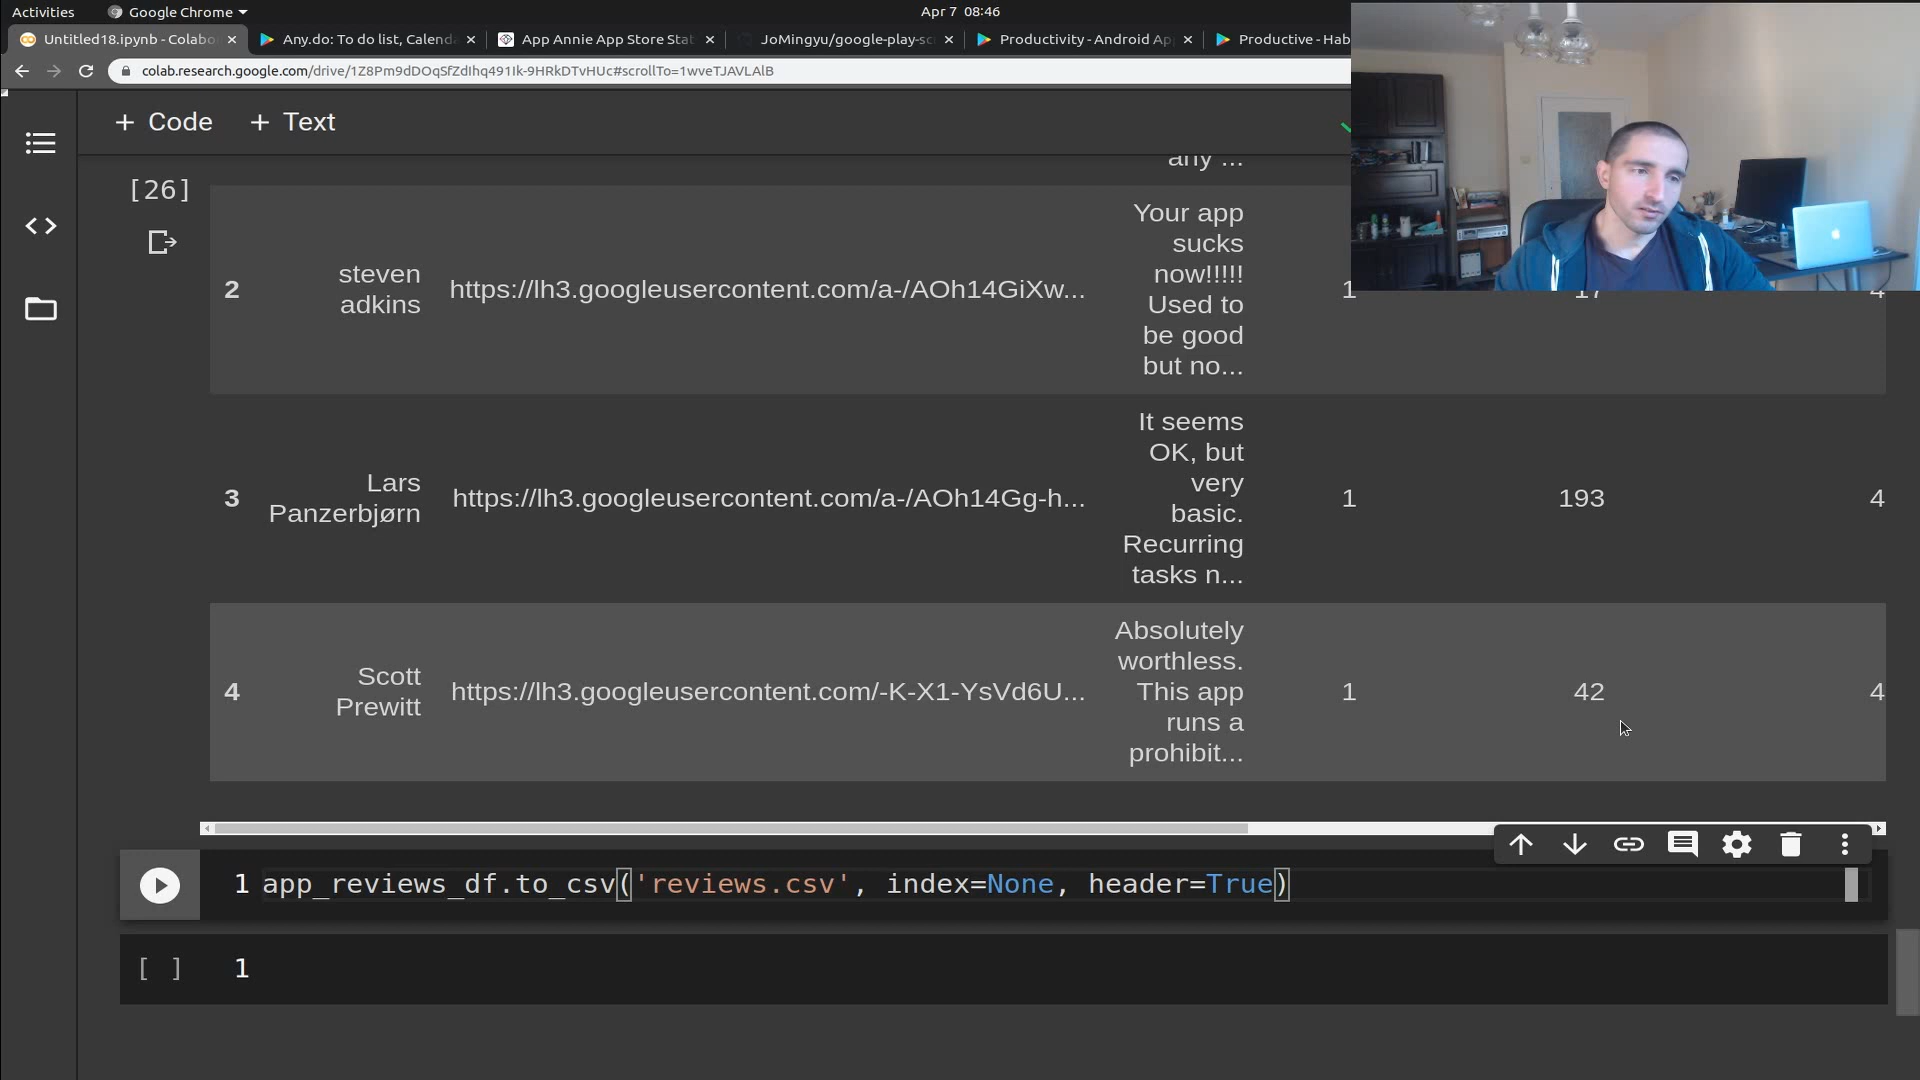 Activities
Google Chrome
Apr 7 08:46
Untitled18.ipynb - Colabo
Any.do: To do list, Calend
App Annie App Store Stat
JoMingyu/google-play-sc
Productivity - Android Ap
Productive - Hab
colab.research.google.com/drive/1Z8Pm9dDOqSfZdIhq491Ik-9HRkDTvHUc#scrollTo=1wveTJAVLAlB
+ Code
+ Text
any ...
[26]
2
steven
adkins
https://lh3.googleusercontent.com/a-/AOh14GiXw...
Your app
sucks
now!!!!!
Used to
be good
but no...
1
17
4
3
Lars
Panzerbjørn
https://lh3.googleusercontent.com/a-/AOh14Gg-h...
It seems
OK, but
very
basic.
Recurring
tasks n...
1
193
4
4
Scott
Prewitt
https://lh3.googleusercontent.com/-K-X1-YsVd6U...
Absolutely
worthless.
This app
runs a
prohibit...
1
42
4
1 app_reviews_df.to_csv('reviews.csv', index=None, header=True)
[ ] 1